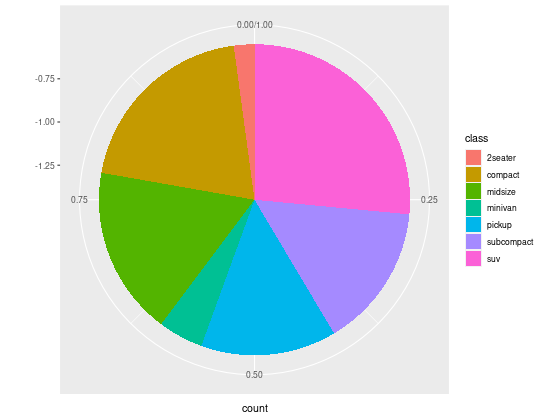 0.00/1.00
-0.75
-1.00
-1.25
0.75
0.25
0.50
count
class
2seater
compact
midsize
minivan
pickup
subcompact
suv